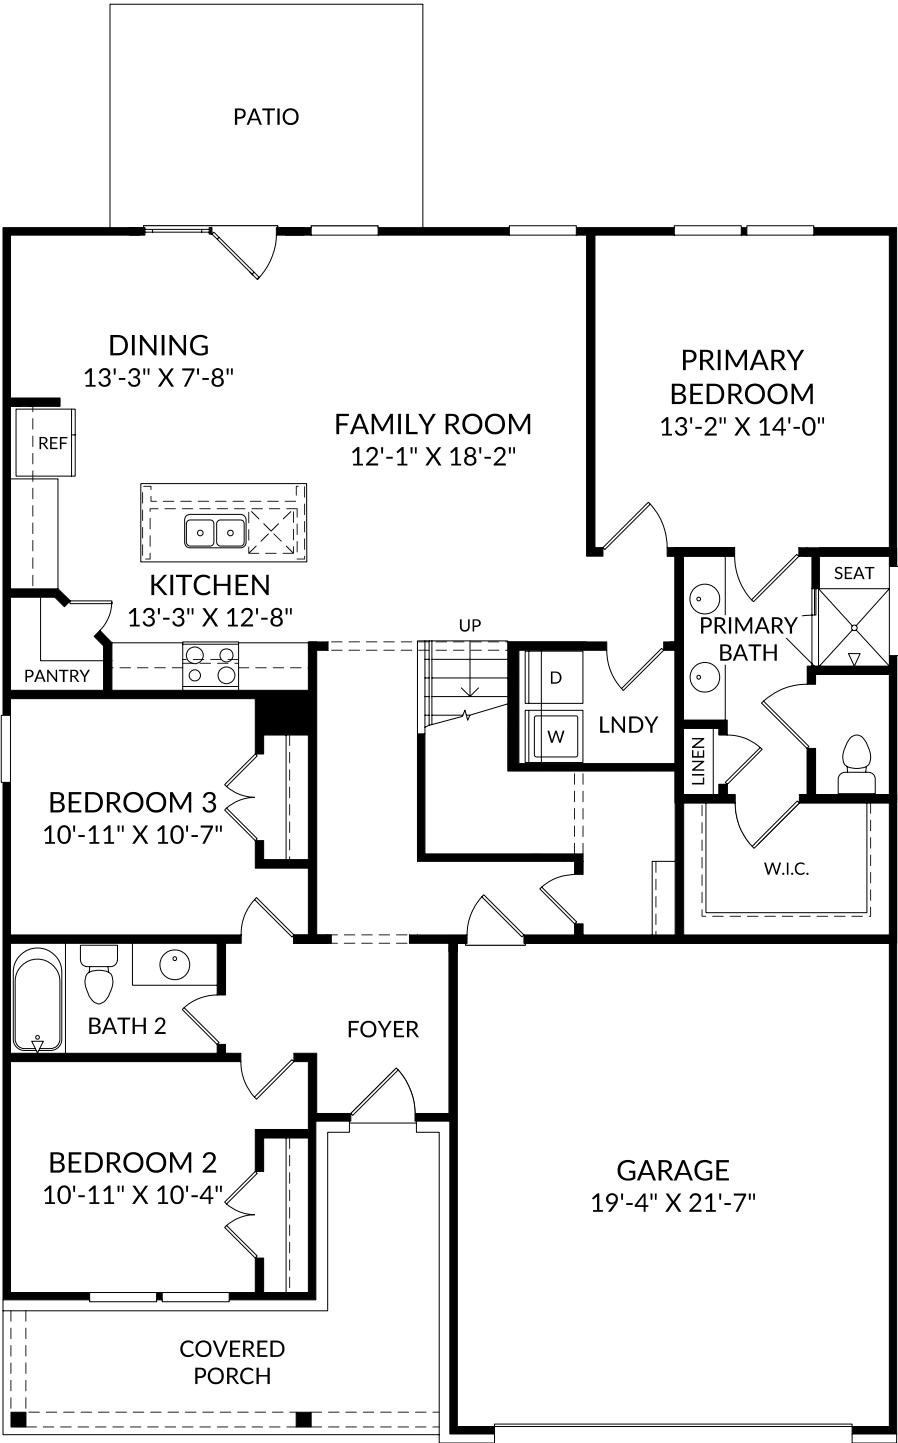 PATIO
DINING
13'-3" X 7'-8"
PRIMARY
BEDROOM
13'-2" X 14'-0"
FAMILY ROOM
12'-1" X 18'-2"
REF
KITCHEN
13'-3" X 12'-8"
SEAT
UP
PRIMARY
BATH
PANTRY
D
W
LNDY
LINEN
BEDROOM 3
10'-11" X 10'-7"
W.I.C.
BATH 2
FOYER
BEDROOM 2
10'-11" X 10'-4"
GARAGE
19'-4" X 21'-7"
COVERED
PORCH